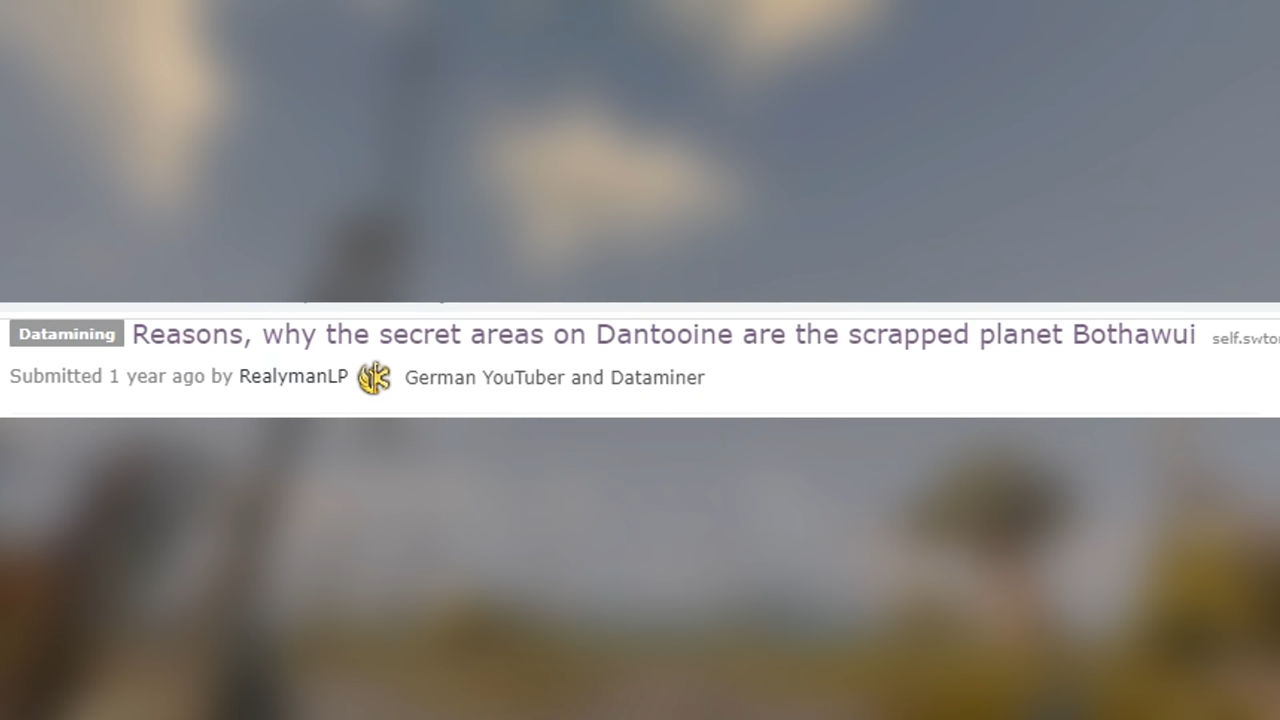 Datamining Reasons, why the secret areas on Dantooine are the scrapped planet Bothawui self.swto
Submitted 1 year ago by RealymanLP German YouTuber and Dataminer